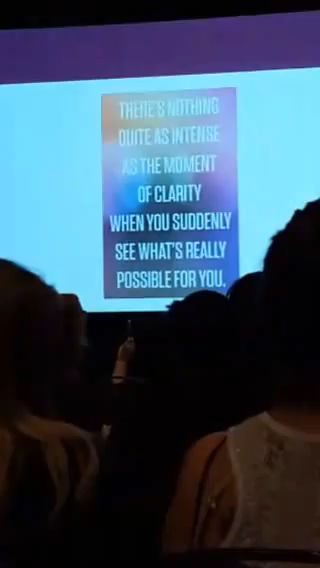 THERE'S NOTHING
QUITE AS INTENSE
AS THE MOMENT
OF CLARITY
WHEN YOU SUDDENLY
SEE WHAT'S REALLY
POSSIBLE FOR YOU.